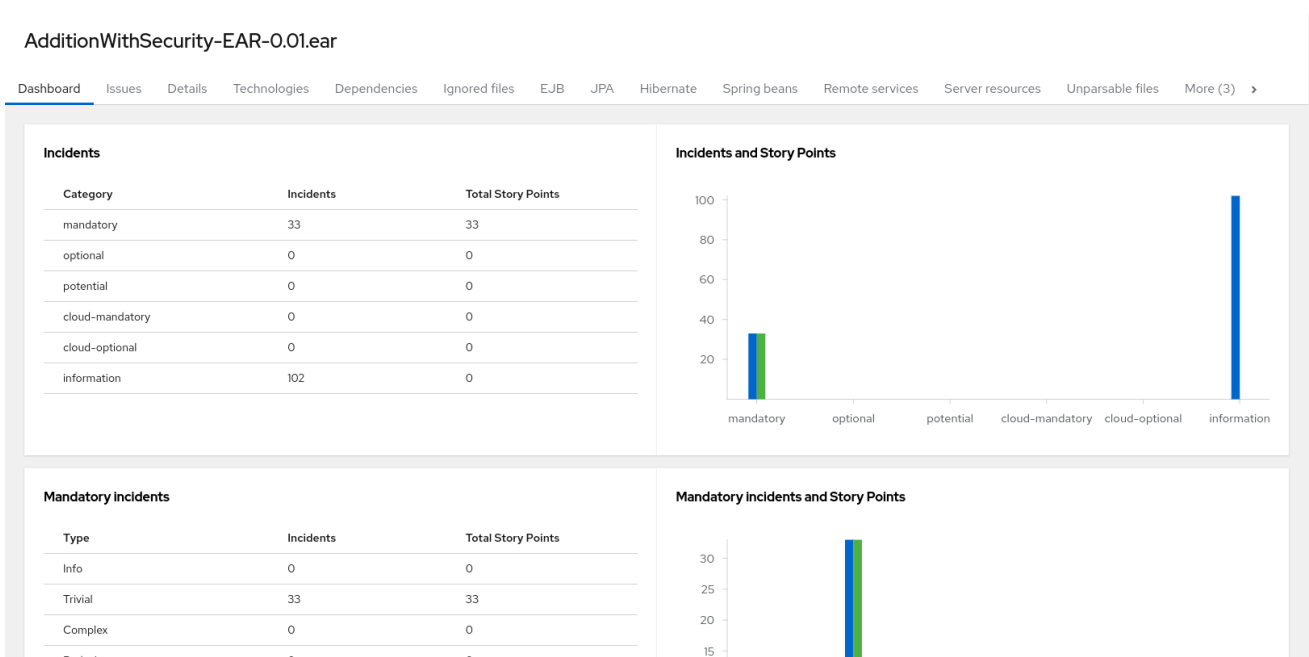 AdditionWithSecurity-EAR-0.01.ear
Dashboard Issues Details Technologies Dependencies Ignored files EJB JPA Hibernate Spring beans Remote services Server resources Unparsable files More (3)
Incidents
Category Incidents Total Story Points
mandatory 33 33
optional 0 0
potential 0 0
cloud-mandatory 0 0
cloud-optional 0 0
information 102 0
Incidents and Story Points
100
80
60
40
20
mandatory optional potential cloud-mandatory cloud-optional information
Mandatory incidents
Type Incidents Total Story Points
Info 0 0
Trivial 33 33
Complex 0 0
Mandatory incidents and Story Points
30
25
20
15